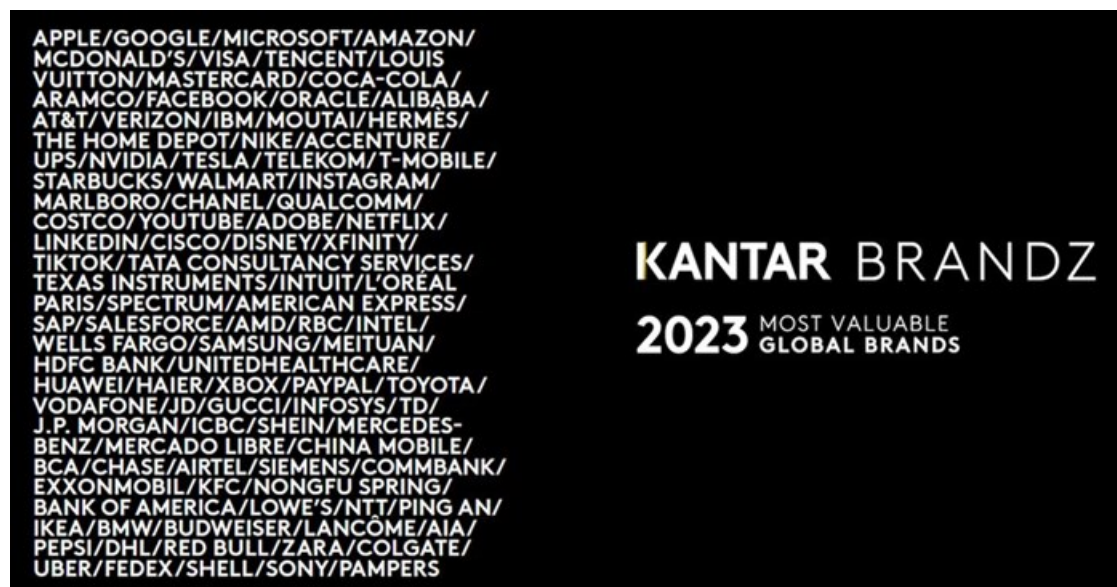 APPLE/GOOGLE/MICROSOFT/AMAZON/
MCDONALD'S/VISA/TENCENT/LOUIS
VUITTON/MASTERCARD/COCA-COLA/
ARAMCO/FACEBOOK/ORACLE/ALIBABA/
AT&T/VERIZON/IBM/MOUTAI/HERMÈS/
THE HOME DEPOT/NIKE/ACCENTURE/
UPS/NVIDIA/TESLA/TELEKOM/T-MOBILE/
STARBUCKS/WALMART/INSTAGRAM/
MARLBORO/CHANEL/QUALCOMM/
COSTCO/YOUTUBE/ADOBE/NETFLIX/
LINKEDIN/CISCO/DISNEY/XFINITY/
TIKTOK/TATA CONSULTANCY SERVICES/
TEXAS INSTRUMENTS/INTUIT/L'ORÉAL
PARIS/SPECTRUM/AMERICAN EXPRESS/
SAP/SALESFORCE/AMD/RBC/INTEL/
WELLS FARGO/SAMSUNG/MEITUAN/
HDFC BANK/UNITEDHEALTHCARE/
HUAWEI/HAIER/XBOX/PAYPAL/TOYOTA/
VODAFONE/JD/GUCCI/INFOSYS/TD/
J.P. MORGAN/ICBC/SHEIN/MERCEDES-
BENZ/MERCADO LIBRE/CHINA MOBILE/
BCA/CHASE/AIRTEL/SIEMENS/COMMBANK/
EXXONMOBIL/KFC/NONGFU SPRING/
BANK OF AMERICA/LOWE'S/NTT/PING AN/
IKEA/BMW/BUDWEISER/LANCÔME/AIA/
PEPSI/DHL/RED BULL/ZARA/COLGATE/
UBER/FEDEX/SHELL/SONY/PAMPERS
KANTAR BRANDZ
2023 MOST VALUABLE
GLOBAL BRANDS